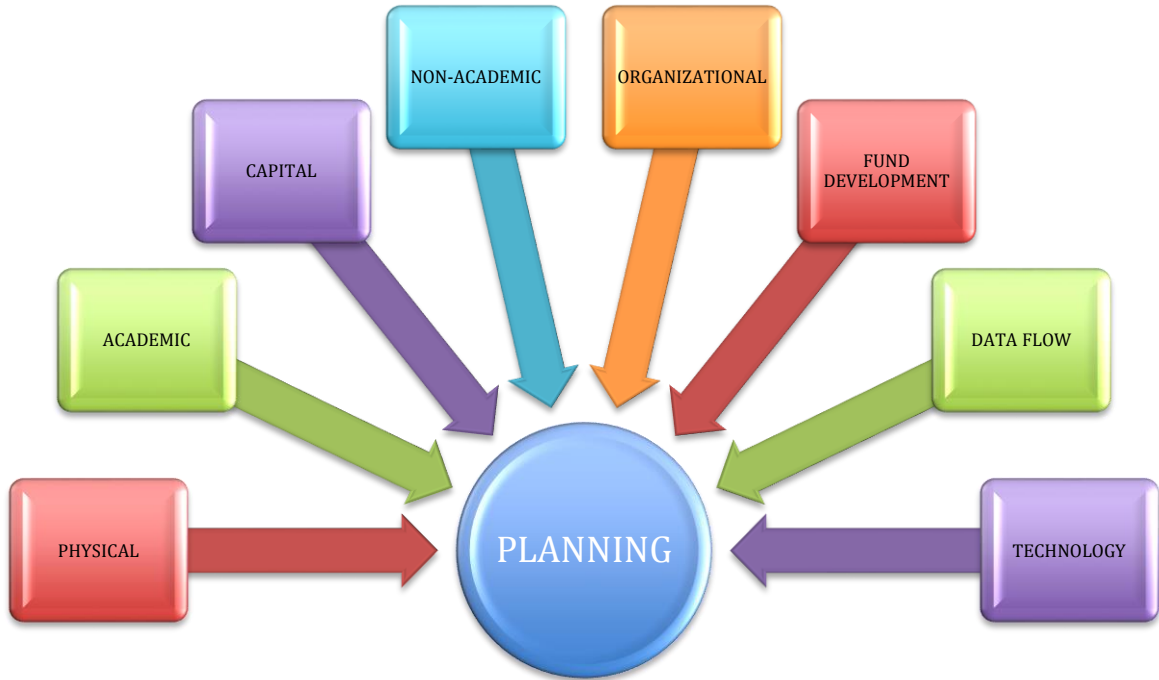 NON-ACADEMIC
ORGANIZATIONAL
CAPITAL
FUND
DEVELOPMENT
ACADEMIC
DATA FLOW
PHYSICAL
PLANNING
TECHNOLOGY